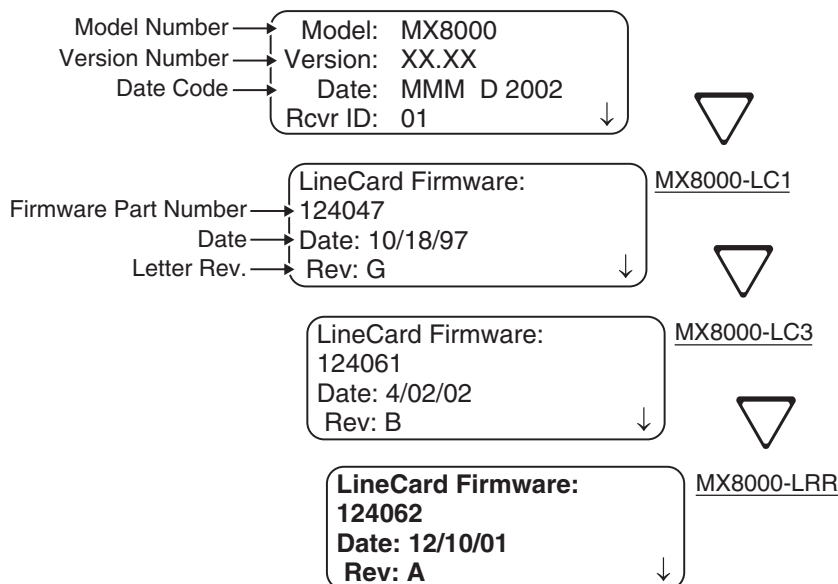 Model Number
Version Number
Date Code
Model: MX8000
Version: XX.XX
Date: MMM D 2002
Rcvr ID: 01 ↓
MX8000-LC1
Firmware Part Number
Date
Letter Rev.
LineCard Firmware:
124047
Date: 10/18/97
Rev: G ↓
MX8000-LC3
LineCard Firmware:
124061
Date: 4/02/02
Rev: B ↓
MX8000-LRR
LineCard Firmware:
124062
Date: 12/10/01
Rev: A ↓